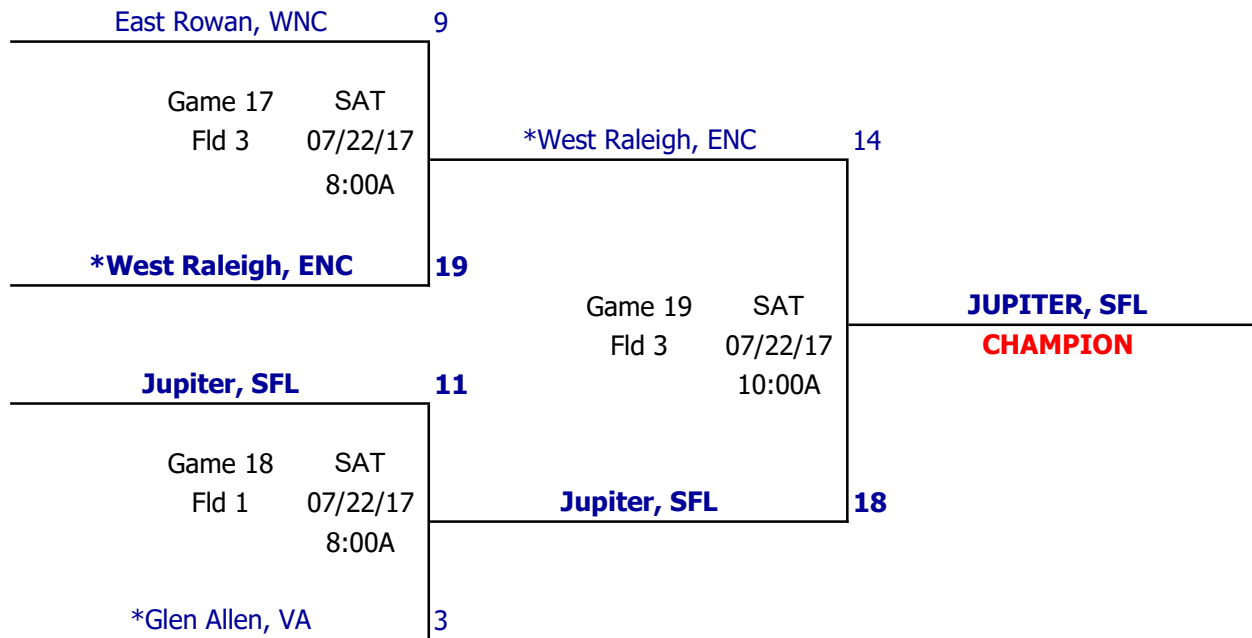 East Rowan, WNC 9
Game 17 SAT
Fld 3 07/22/17
8:00A
*West Raleigh, ENC 14
*West Raleigh, ENC 19
Game 19 SAT
Fld 3 07/22/17
10:00A
JUPITER, SFL
CHAMPION
Jupiter, SFL 11
Game 18 SAT
Fld 1 07/22/17
8:00A
Jupiter, SFL 18
*Glen Allen, VA 3